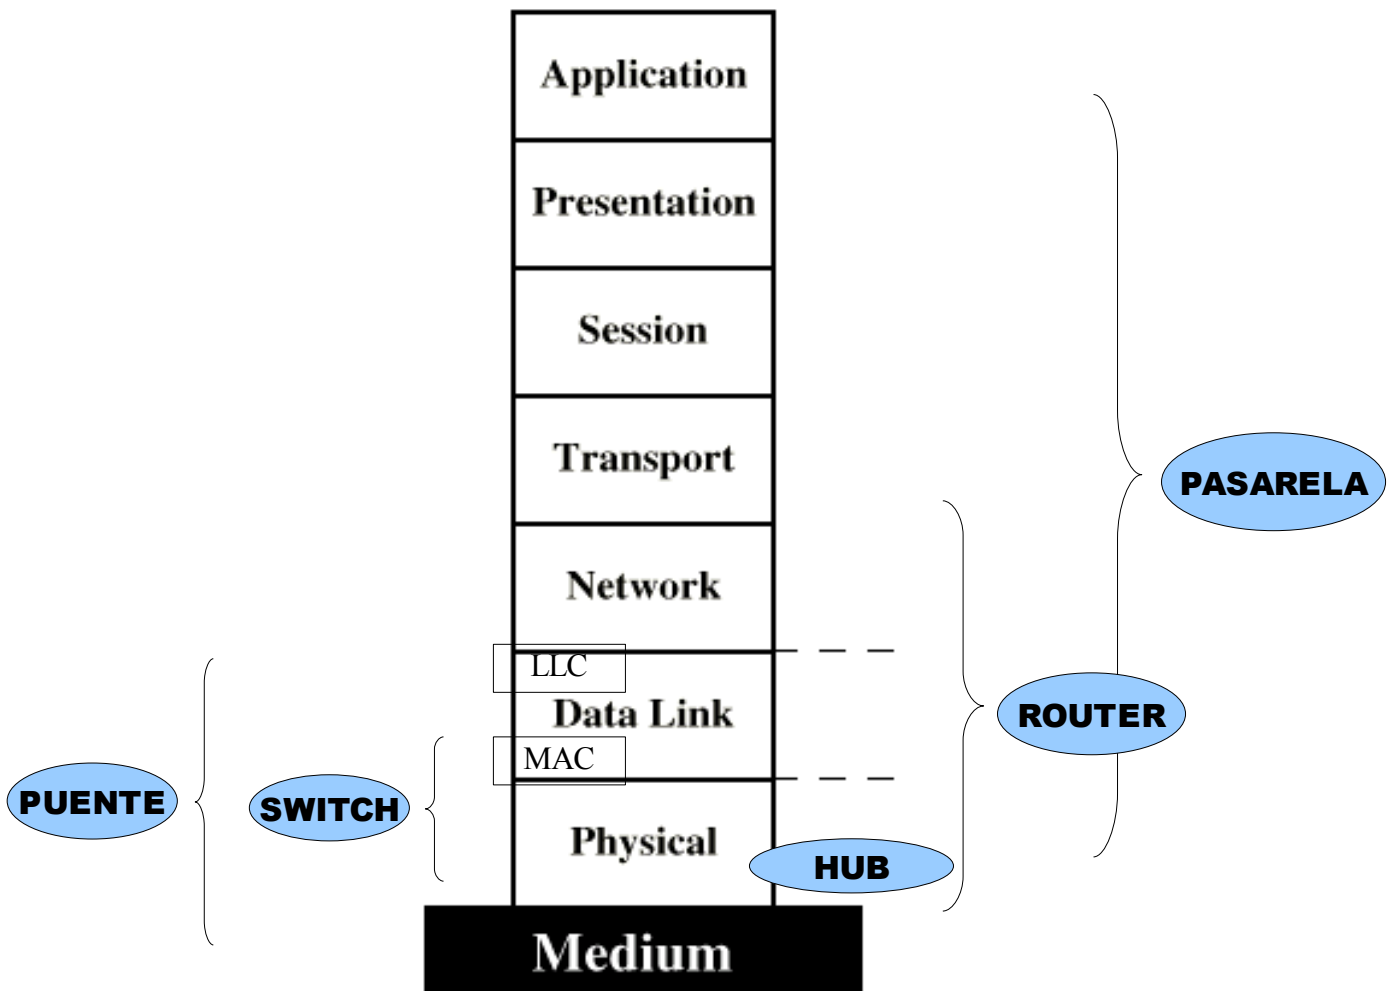 Application
Presentation
Session
Transport
PASARELA
Network
LLC
Data Link
ROUTER
MAC
PUENTE
SWITCH
Physical
HUB
Medium